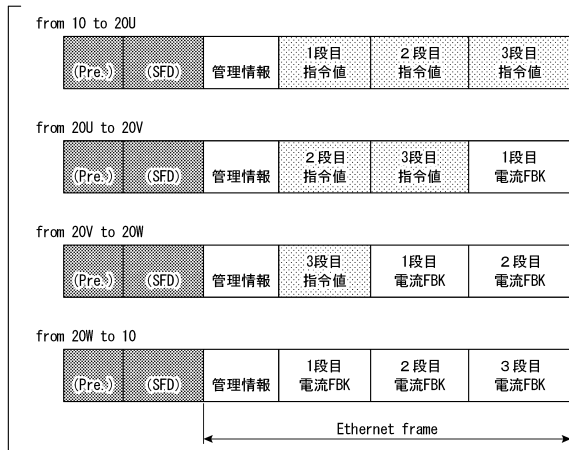 from 10 to 20U
(Pre.) (SFD) 管理情報 1段目 指令値 2段目 指令値 3段目 指令値
from 20U to 20V
(Pre.) (SFD) 管理情報 2段目 指令値 3段目 指令値 1段目 電流FBK
from 20V to 20W
(Pre.) (SFD) 管理情報 3段目 指令値 1段目 電流FBK 2段目 電流FBK
from 20W to 10
(Pre.) (SFD) 管理情報 1段目 電流FBK 2段目 電流FBK 3段目 電流FBK
Ethernet frame